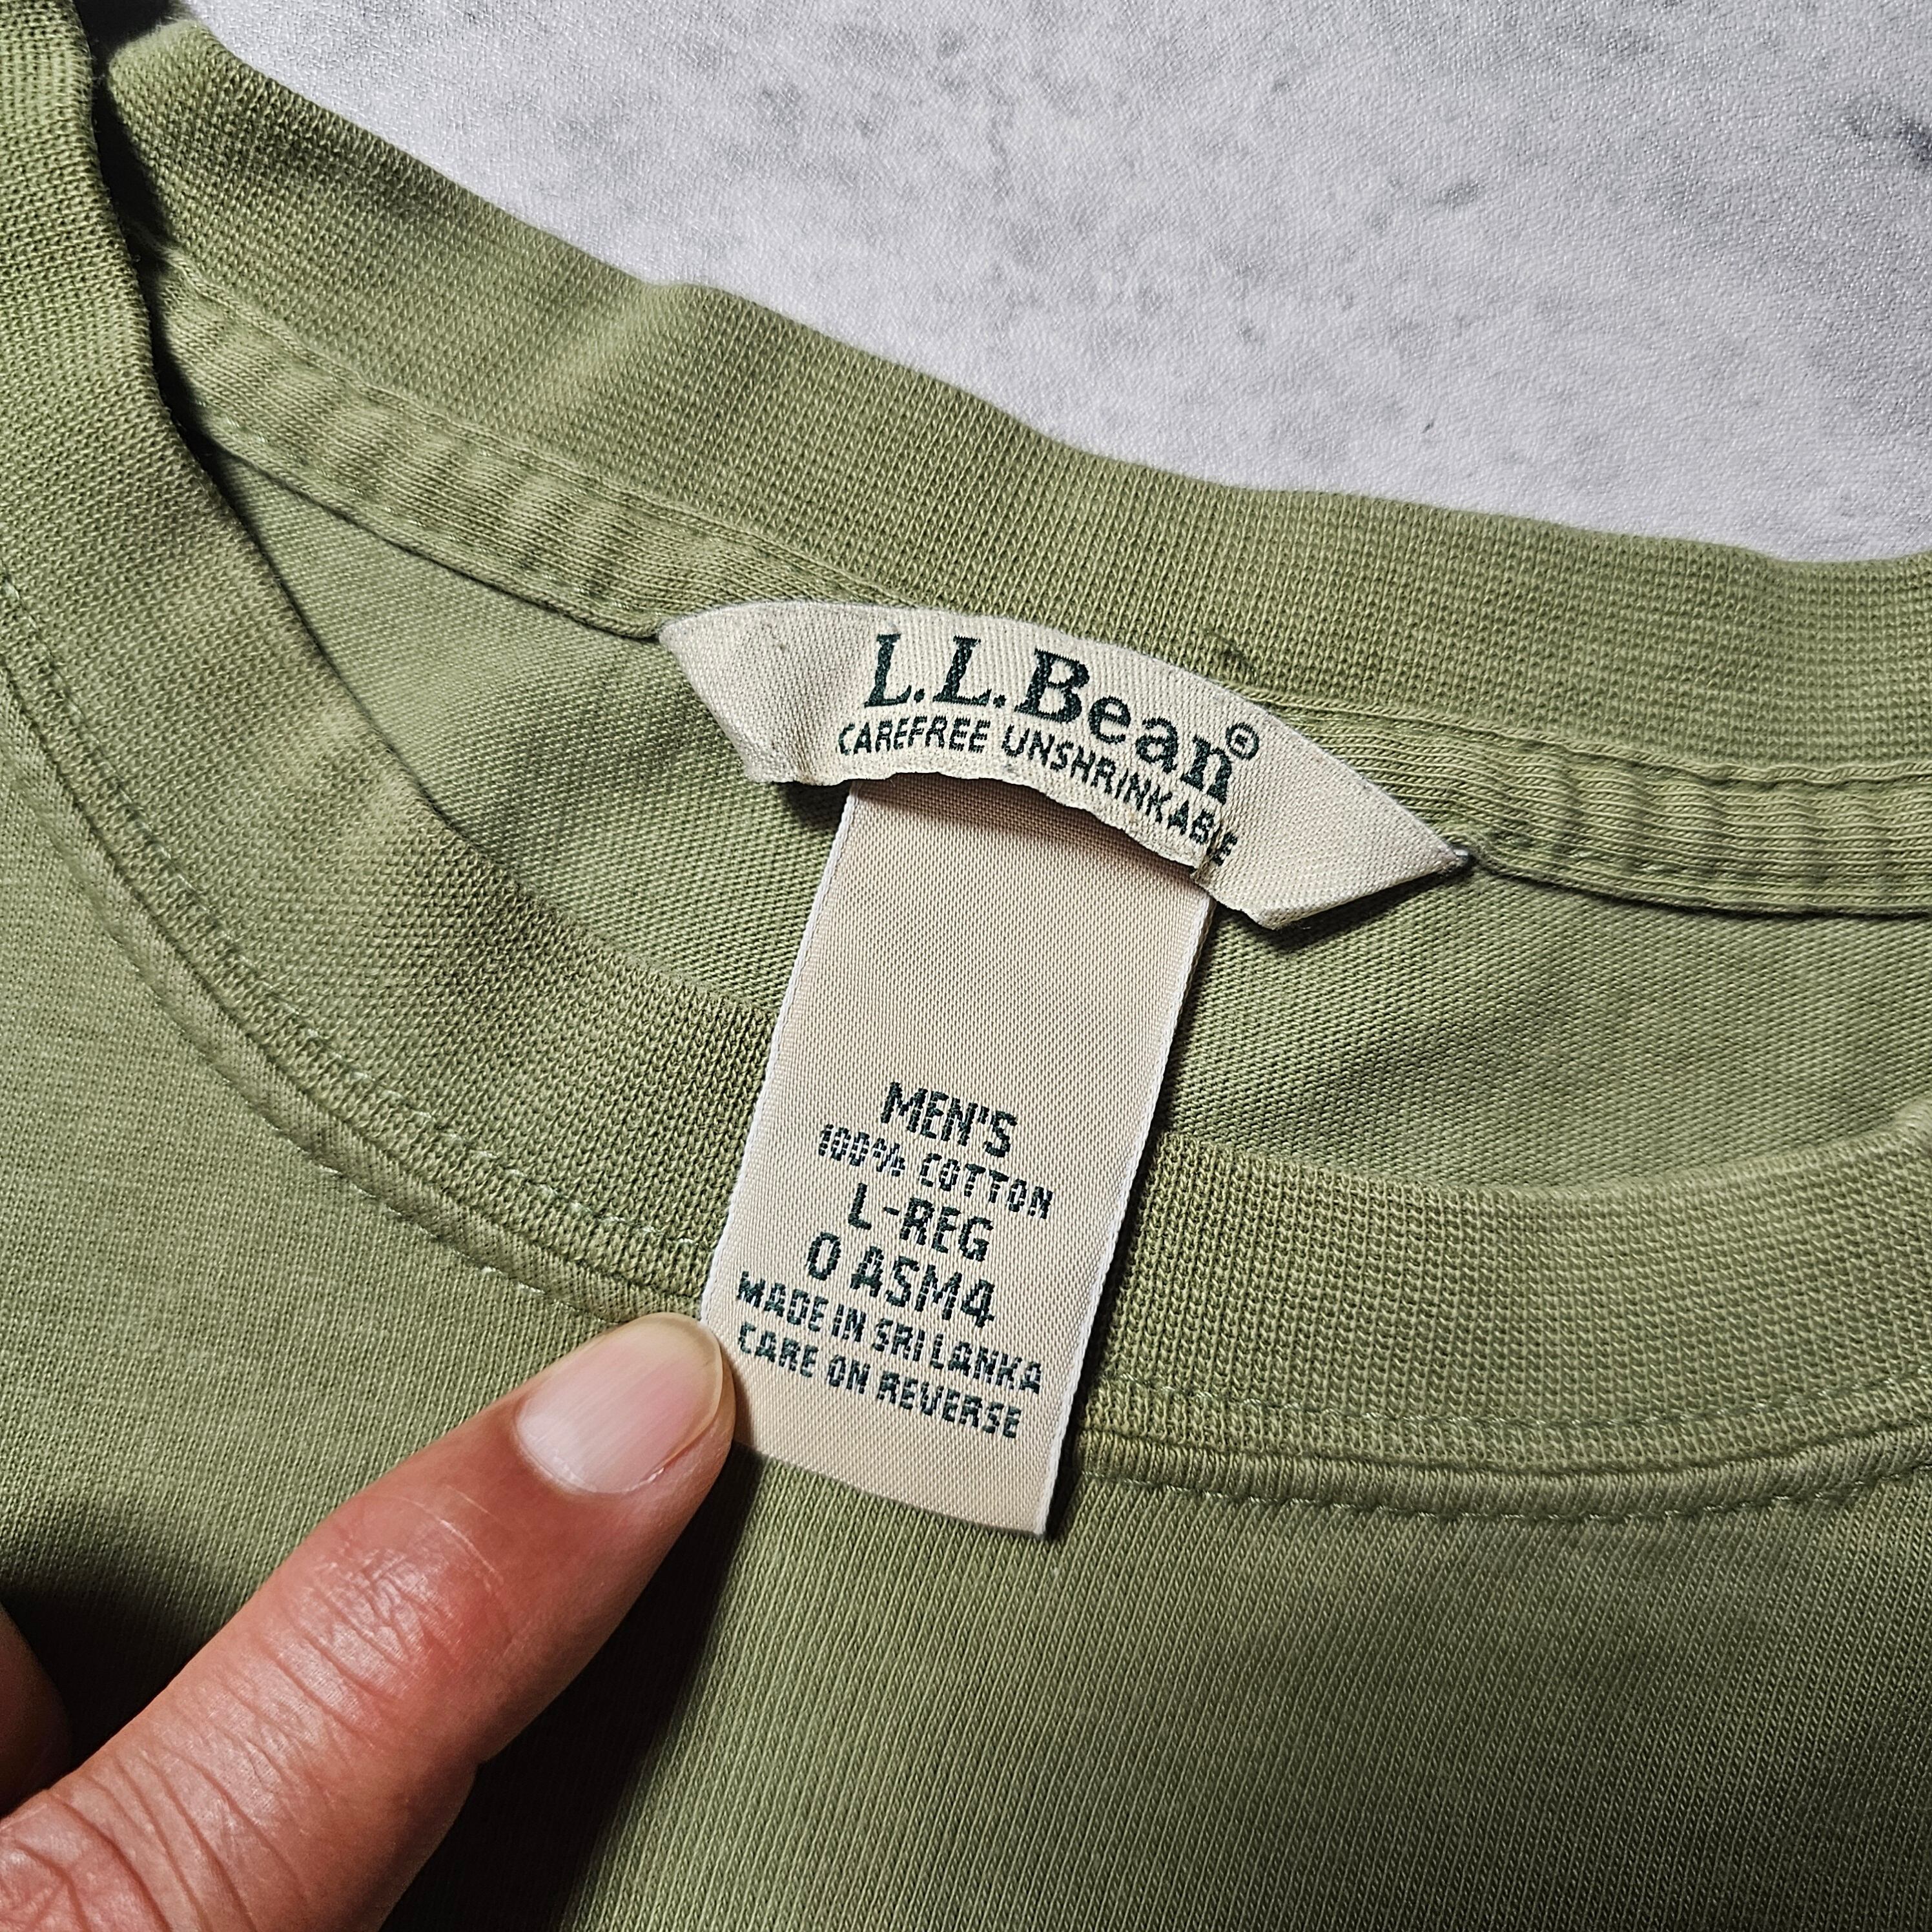 L.L.Bean®
CAREFREE UNSHRINKABLE
MEN'S
100% COTTON
L-REG
0 ASM4
MADE IN SRI LANKA
CARE ON REVERSE